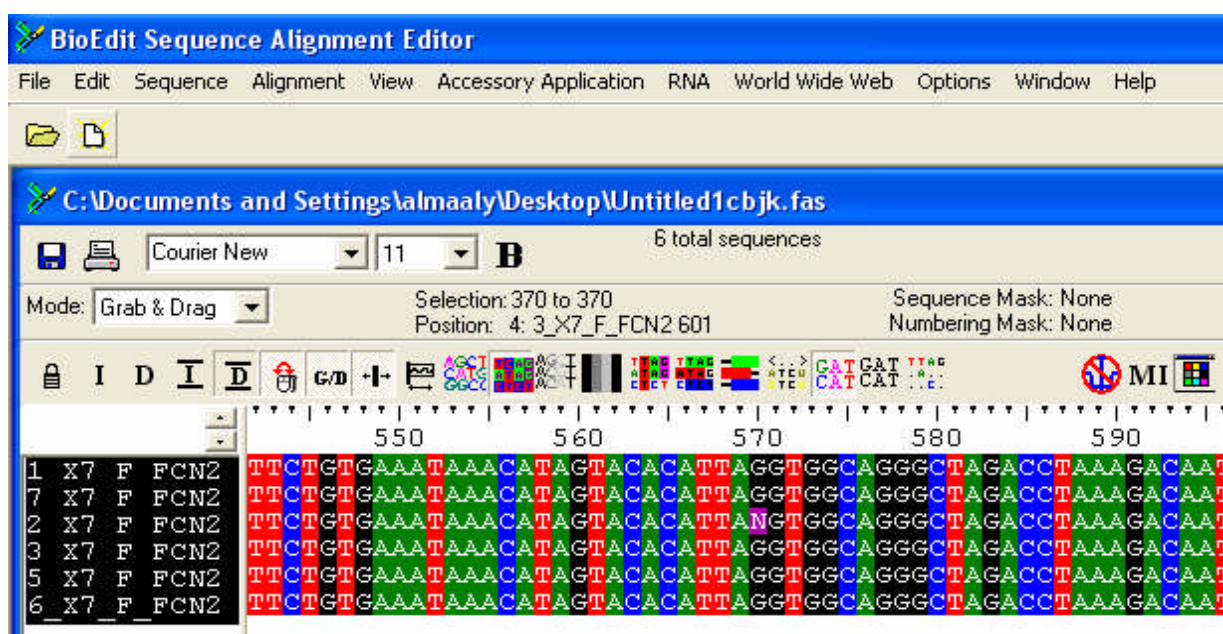 BioEdit Sequence Alignment Editor
File Edit Sequence Alignment View Accessory Application RNA World Wide Web Options Window Help
C:\Documents and Settings\almaaly\Desktop\Untitled1cbjk.fas
Courier New 11 B 6 total sequences
Mode: Grab & Drag Selection: 370 to 370 Sequence Mask: None
Position: 4: 3_X7_F_FCN2 601 Numbering Mask: None
I D I D G/D GAT GAT MI
CAT CAT
550 560 570 580 590
1 X7 F FCN2 TTCTGTGAAATAAACATAGTACACATTAGGTGGCAGGGCTAGACCTAAAGACAA
7 X7 F FCN2 TTCTGTGAAATAAACATAGTACACATTAGGTGGCAGGGCTAGACCTAAAGACAA
2 X7 F FCN2 TTCTGTGAAATAAACATAGTACACATTANGTGGCAGGGCTAGACCTAAAGACAA
3 X7 F FCN2 TTCTGTGAAATAAACATAGTACACATTAGGTGGCAGGGCTAGACCTAAAGACAA
5 X7 F FCN2 TTCTGTGAAATAAACATAGTACACATTAGGTGGCAGGGCTAGACCTAAAGACAA
6_X7_F_FCN2 TTCTGTGAAATAAACATAGTACACATTAGGTGGCAGGGCTAGACCTAAAGACAA